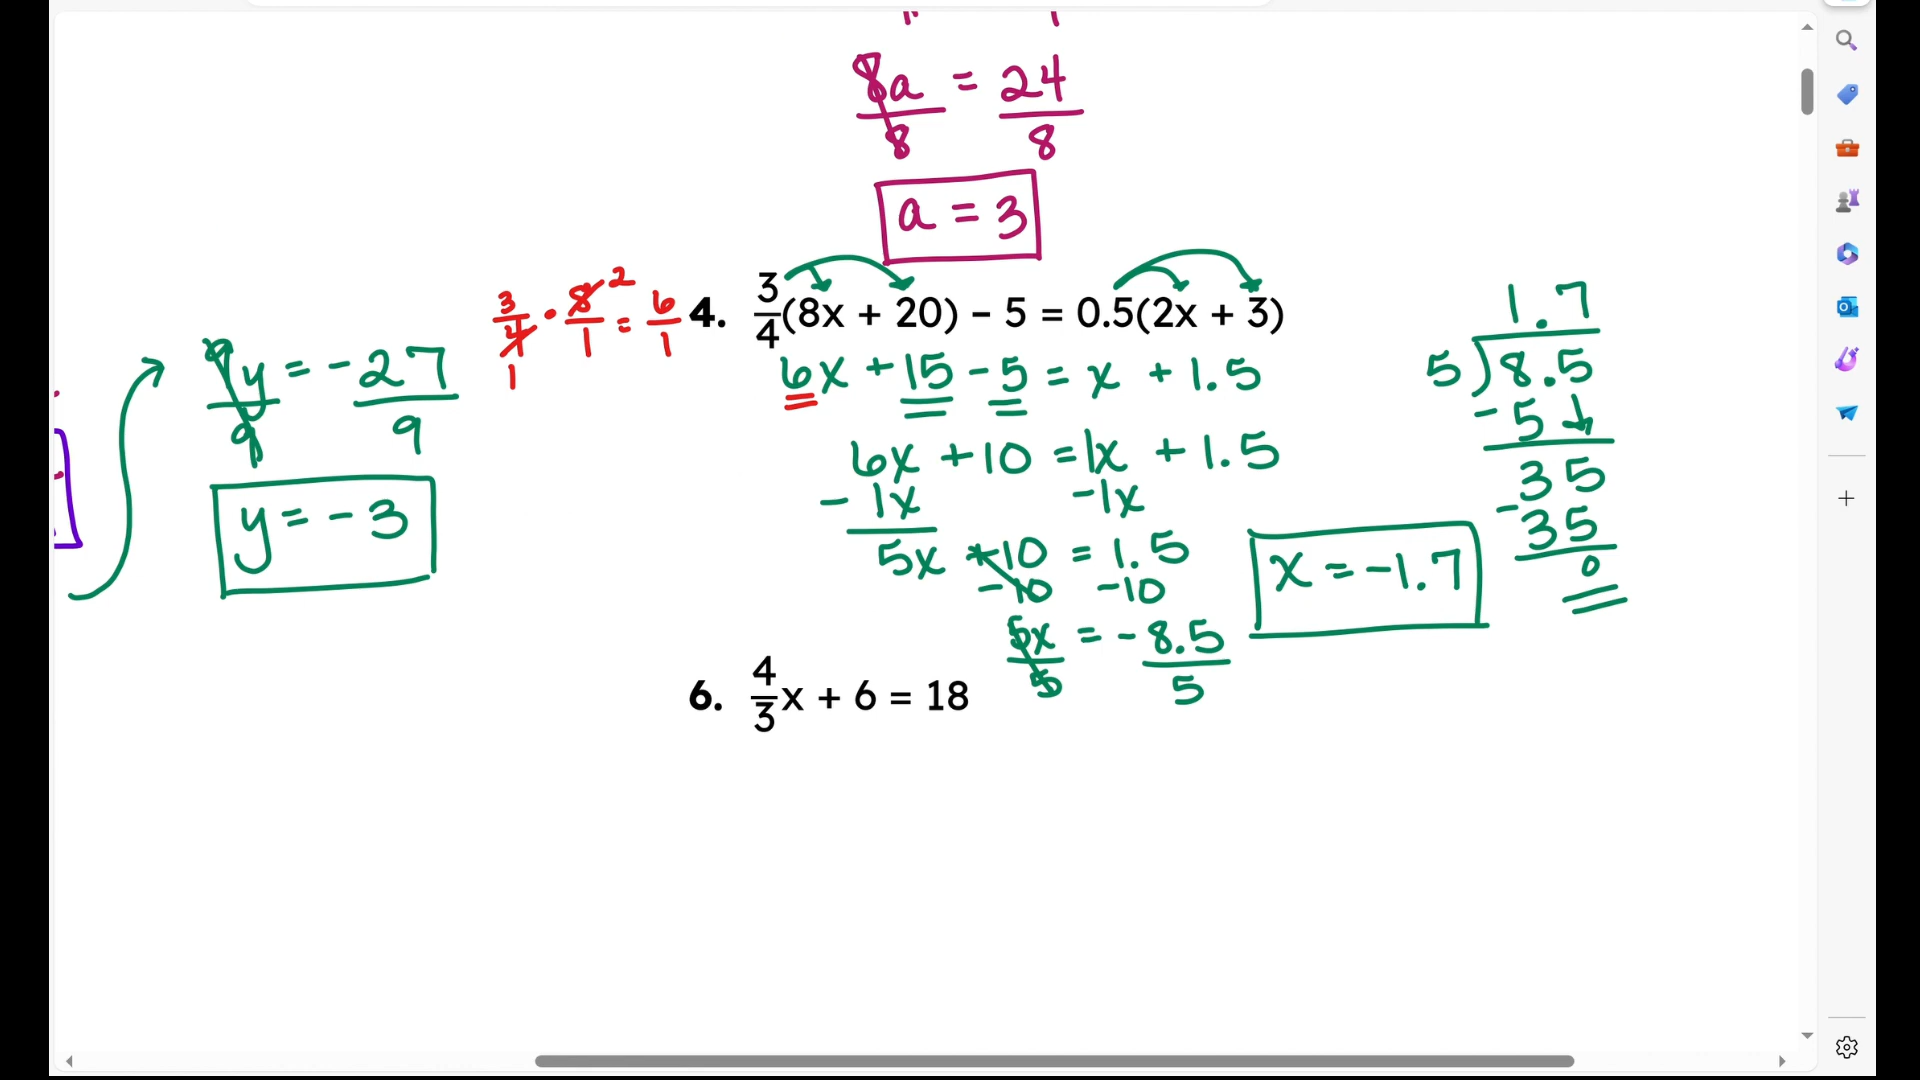 8a = 24
8 8
a = 3
9y = -27
9 9
y = -3
3/4 • 8/1 = 6/1
2
1
4. 3/4(8x + 20) - 5 = 0.5(2x + 3)
6x + 15 - 5 = x + 1.5
6x + 10 = 1x + 1.5
- 1x -1x
5x + 10 = 1.5
-10 -10
5x = -8.5
5 5
x = -1.7
1.7
5)8.5
-5
35
-35
0
6. 4/3x + 6 = 18